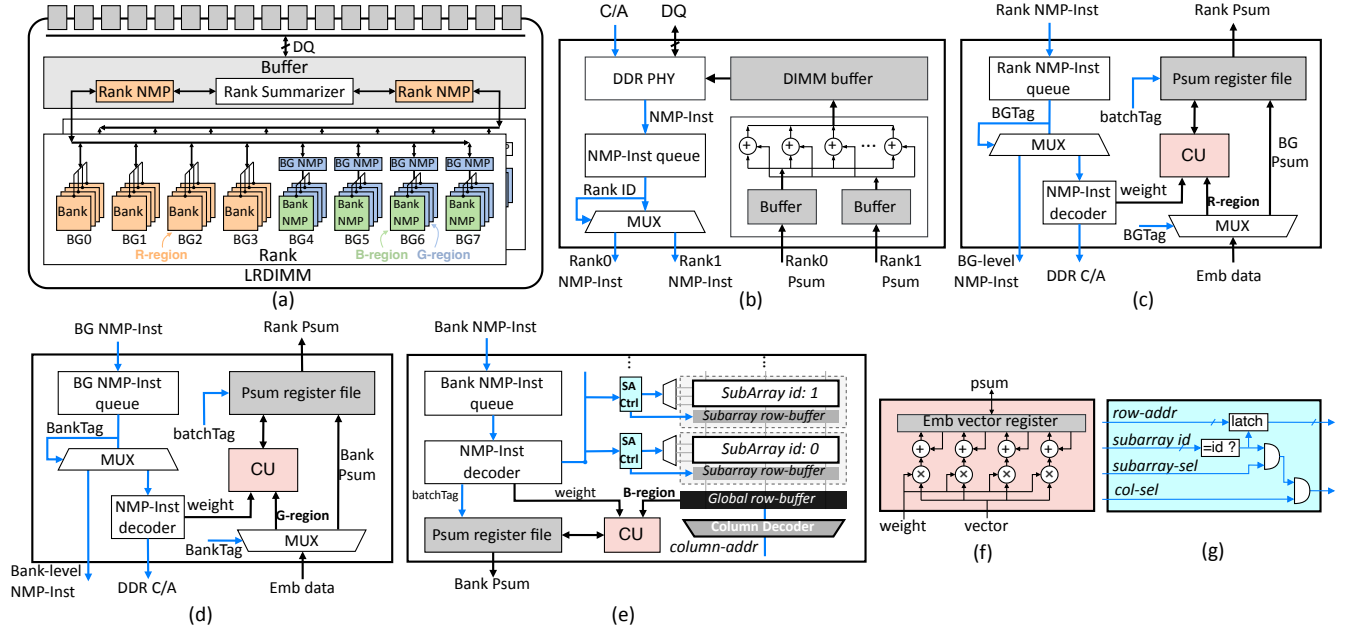 DQ
Buffer
Rank NMP
Rank Summarizer
Rank NMP
BG NMP
BG NMP
BG NMP
BG NMP
Bank
Bank
Bank
Bank
Bank NMP
Bank NMP
Bank NMP
Bank NMP
BG0
BG1
BG2
BG3
BG4
BG5
BG6
BG7
R-region
B-region
G-region
Rank
LRDIMM
(a)
C/A
DQ
DDR PHY
DIMM buffer
NMP-Inst
NMP-Inst queue
Rank ID
MUX
Buffer
Buffer
Rank0 NMP-Inst
Rank1 NMP-Inst
Rank0 Psum
Rank1 Psum
(b)
Rank NMP-Inst
Rank Psum
Rank NMP-Inst queue
Psum register file
BGTag
batchTag
MUX
CU
BG Psum
NMP-Inst decoder
weight
R-region
BGTag
MUX
BG-level NMP-Inst
DDR C/A
Emb data
(c)
BG NMP-Inst
Rank Psum
BG NMP-Inst queue
Psum register file
BankTag
batchTag
MUX
CU
Bank Psum
NMP-Inst decoder
weight
G-region
BankTag
MUX
Bank-level NMP-Inst
DDR C/A
Emb data
(d)
Bank NMP-Inst
Bank NMP-Inst queue
SA Ctrl
SubArray id: 1
Subarray row-buffer
NMP-Inst decoder
SA Ctrl
SubArray id: 0
Subarray row-buffer
batchTag
weight
B-region
Global row-buffer
Psum register file
CU
Column Decoder
column-addr
Bank Psum
(e)
psum
Emb vector register
weight
vector
(f)
row-addr
latch
subarray id
=id ?
subarray-sel
col-sel
(g)